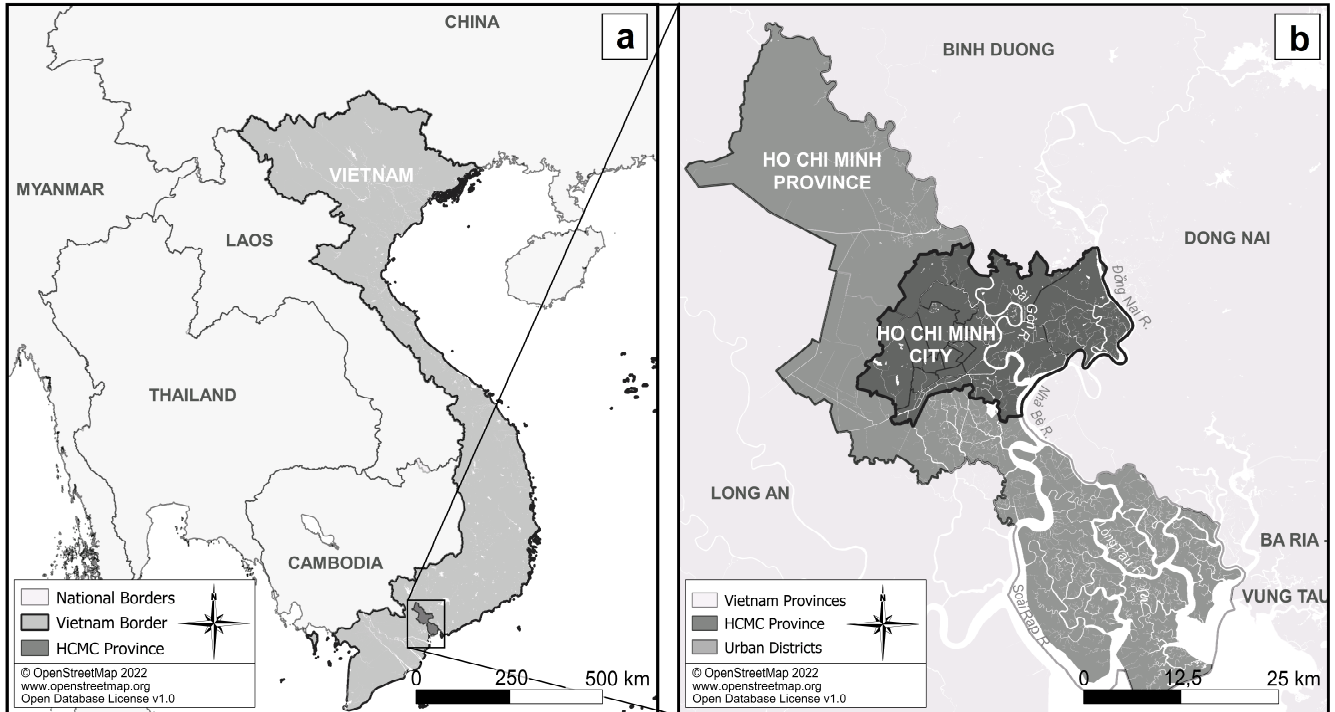 CHINA
a
MYANMAR
VIETNAM
LAOS
THAILAND
CAMBODIA
National Borders
Vietnam Border
HCMC Province
N
© OpenStreetMap 2022
www.openstreetmap.org
Open Database License v1.0
0 250 500 km
b
BINH DUONG
HO CHI MINH
PROVINCE
DONG NAI
Đồng Nai R.
Sài Gòn R.
HO CHI MINH
CITY
Nhà Bè R.
LONG AN
BA RIA -
VUNG TAU
Vietnam Provinces
HCMC Province
Urban Districts
N
© OpenStreetMap 2022
www.openstreetmap.org
Open Database License v1.0
0 12,5 25 km